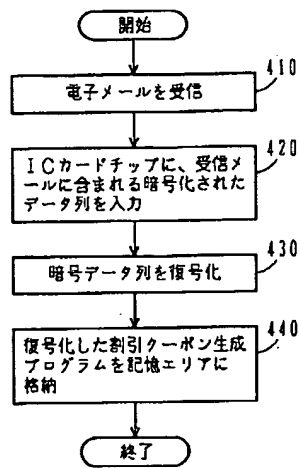 開始
410
電子メールを受信
420
ICカードチップに、受信メ
ールに含まれる暗号化された
データ列を入力
430
暗号データ列を復号化
440
復号化した割引クーポン生成
プログラムを記憶エリアに
格納
終了